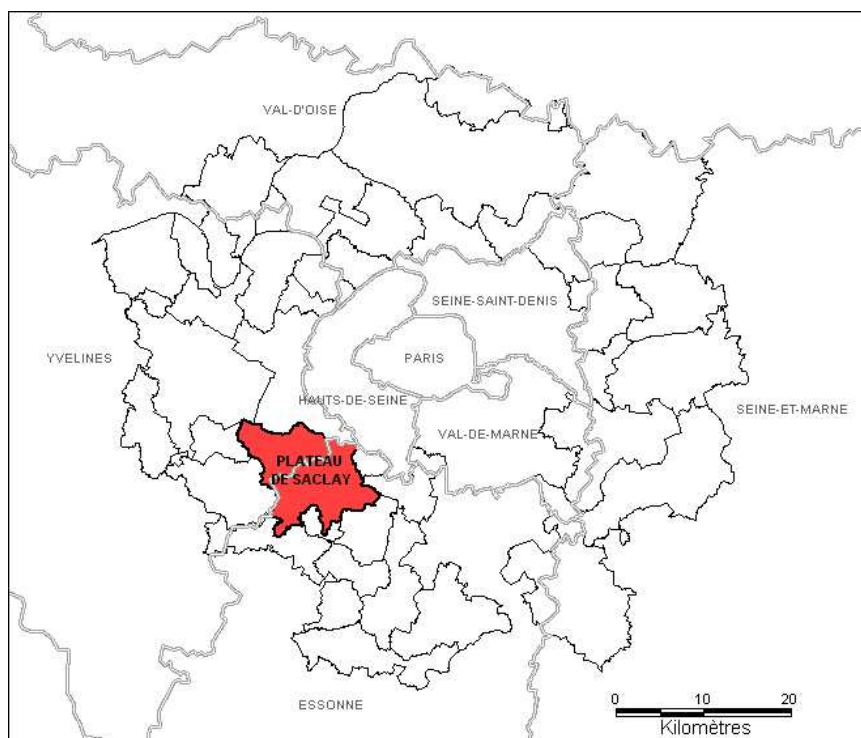 VAL-D'OISE
SEINE-SAINT-DENIS
YVELINES
PARIS
HAUTS-DE-SEINE
SEINE-ET-MARNE
VAL-DE-MARNE
PLATEAU
DE SACLAY
ESSONNE
0 10 20
Kilomètres